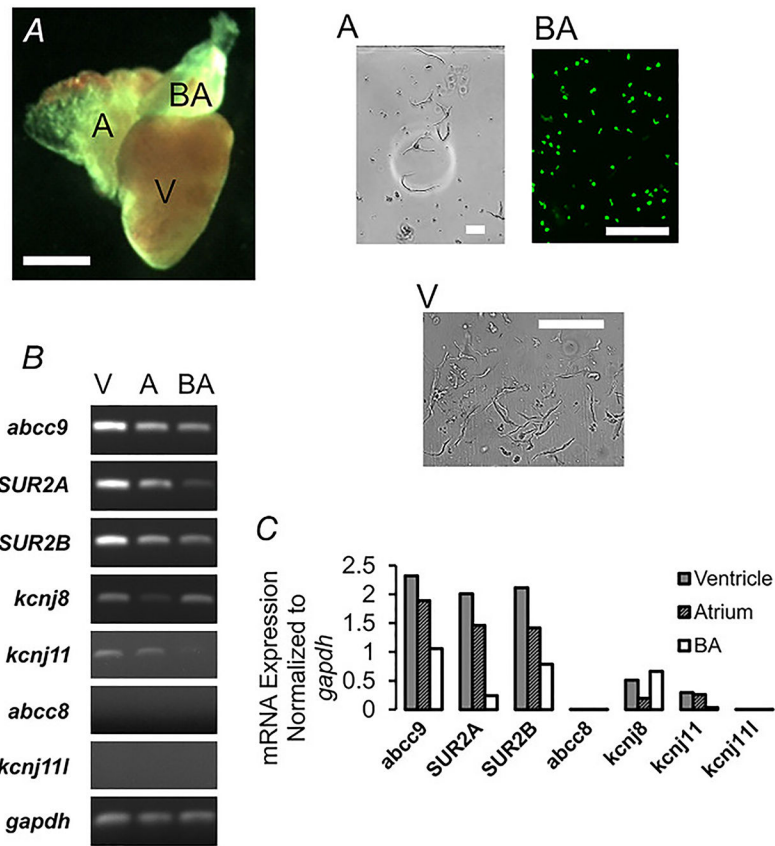 A
A
BA
V
A
BA
V
B
V A BA
abcc9
SUR2A
SUR2B
kcnj8
kcnj11
abcc8
kcnj11l
gapdh
C
mRNA Expression
Normalized to
gapdh
2.5
2
1.5
1
0.5
0
Ventricle
Atrium
BA
abcc9
SUR2A
SUR2B
abcc8
kcnj8
kcnj11
kcnj11l